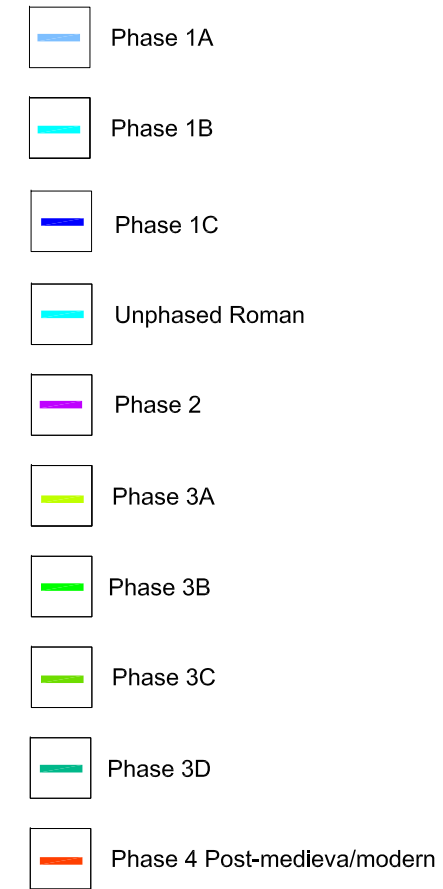 Phase 1A
Phase 1B
Phase 1C
Unphased Roman
Phase 2
Phase 3A
Phase 3B
Phase 3C
Phase 3D
Phase 4 Post-medieva/modern